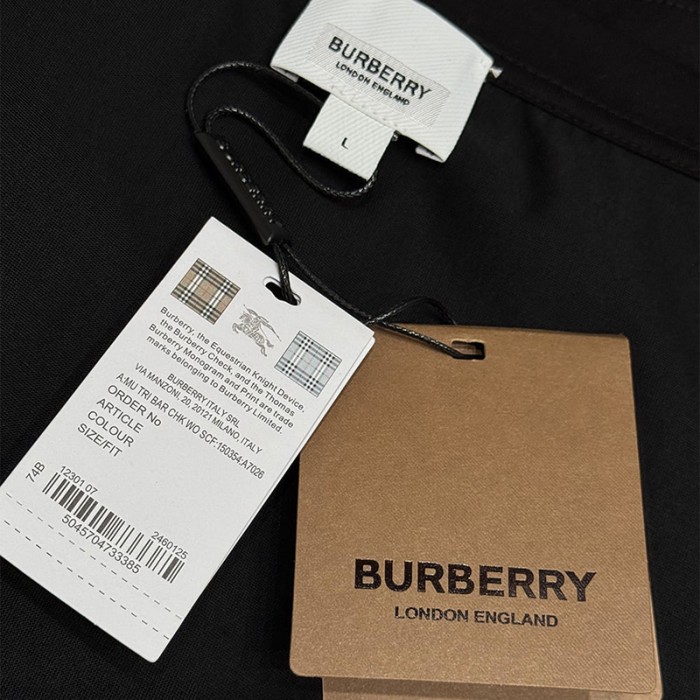 BURBERRY
LONDON ENGLAND
L
Burberry, the Equestrian Knight Device,
the Burberry Check, and the Thomas
Burberry Monogram and Print are trade
marks belonging to Burberry Limited.
BURBERRY ITALY SRL
VIA MANZONI, 20. 20121 MILANO, ITALY
A:MU TRI BAR CHK WO SCF:150354:A7026
ORDER No
ARTICLE
COLOUR
SIZE/FIT
74B
12301 07
2460125
5045704733385
BURBERRY
LONDON ENGLAND